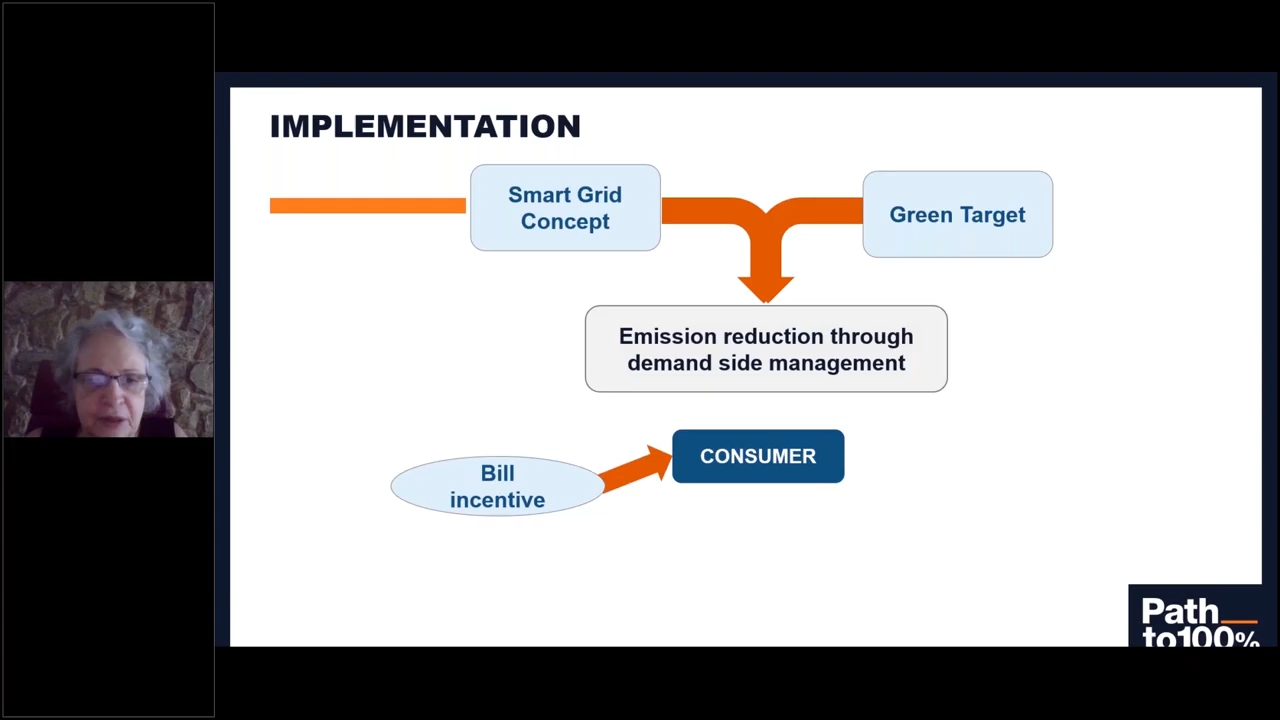 IMPLEMENTATION
Smart Grid
Concept
Green Target
Emission reduction through
demand side management
CONSUMER
Bill
incentive
Path
to100%